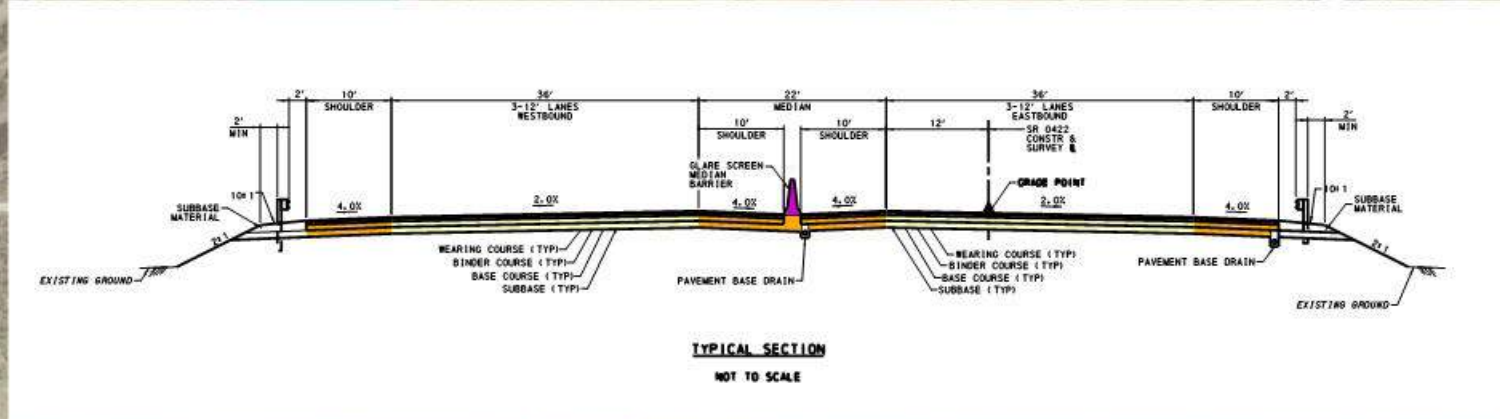 2'
10'
SHOULDER
36'
3-12' LANES
WESTBOUND
22'
MEDIAN
36'
3-12' LANES
EASTBOUND
10'
SHOULDER
2'
2'
MIN
10'
SHOULDER
10'
SHOULDER
12'
SR 0422
CONSTR &
SURVEY
2'
MIN
GLARE SCREEN
MEDIAN
BARRIER
GRADE POINT
10:1
SUBBASE
MATERIAL
4.0%
2.0%
4.0%
4.0%
2.0%
4.0%
10:1
SUBBASE
MATERIAL
2:1
2:1
WEARING COURSE (TYP)
BINDER COURSE (TYP)
BASE COURSE (TYP)
SUBBASE (TYP)
PAVEMENT BASE DRAIN
WEARING COURSE (TYP)
BINDER COURSE (TYP)
BASE COURSE (TYP)
SUBBASE (TYP)
PAVEMENT BASE DRAIN
EXISTING GROUND
EXISTING GROUND
TYPICAL SECTION
NOT TO SCALE